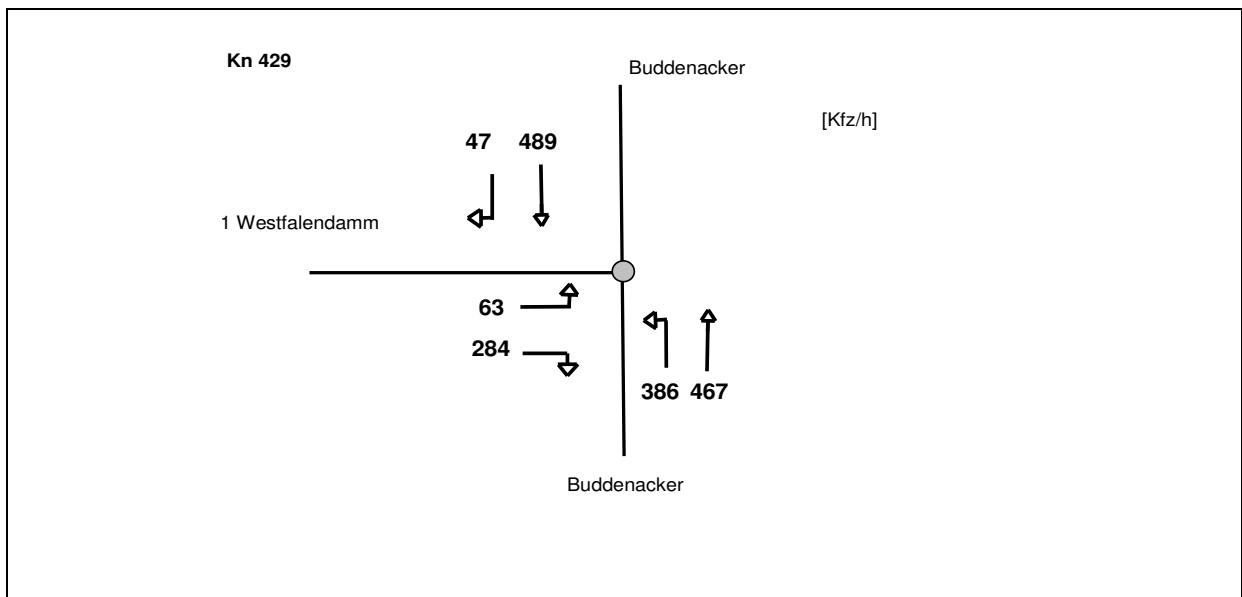 Kn 429
Buddenacker
[Kfz/h]
47 489
1 Westfalendamm
63
284
386 467
Buddenacker